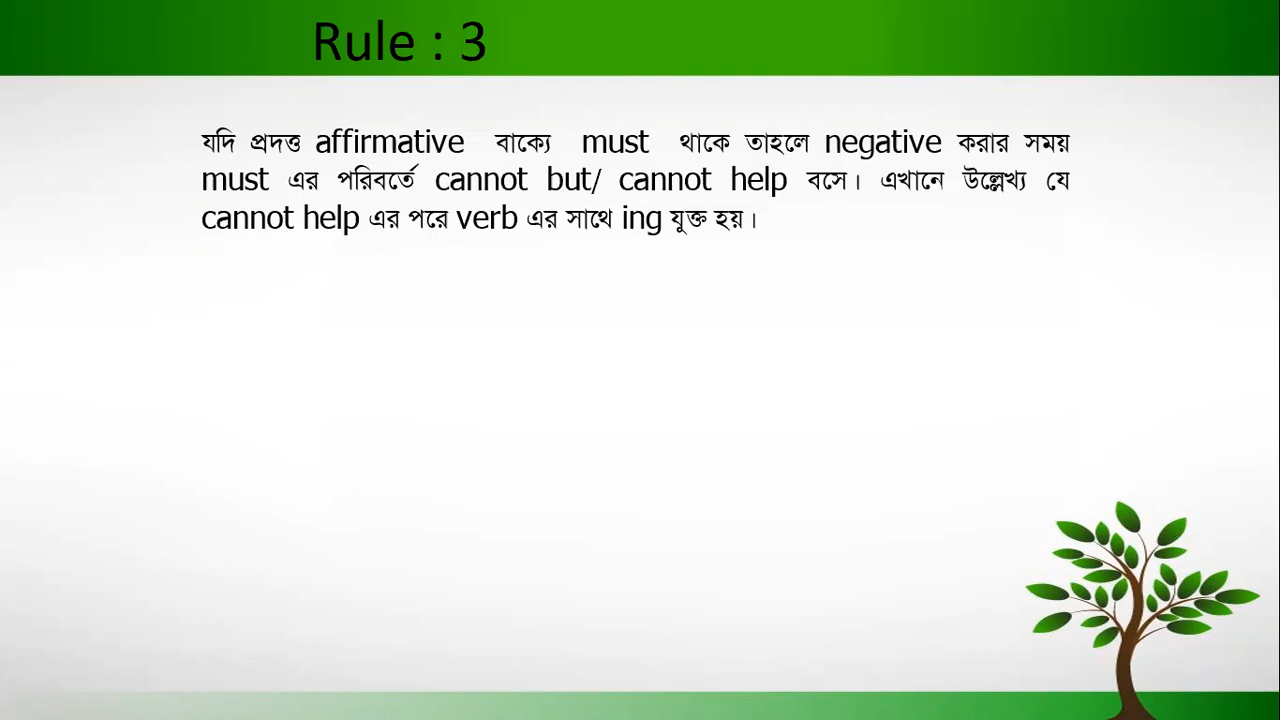 Rule : 3
যদি প্রদত্ত affirmative বাক্যে must থাকে তাহলে negative করার সময়
must এর পরিবর্তে cannot but/ cannot help বসে। এখানে উল্লেখ্য যে
cannot help এর পরে verb এর সাথে ing যুক্ত হয়।